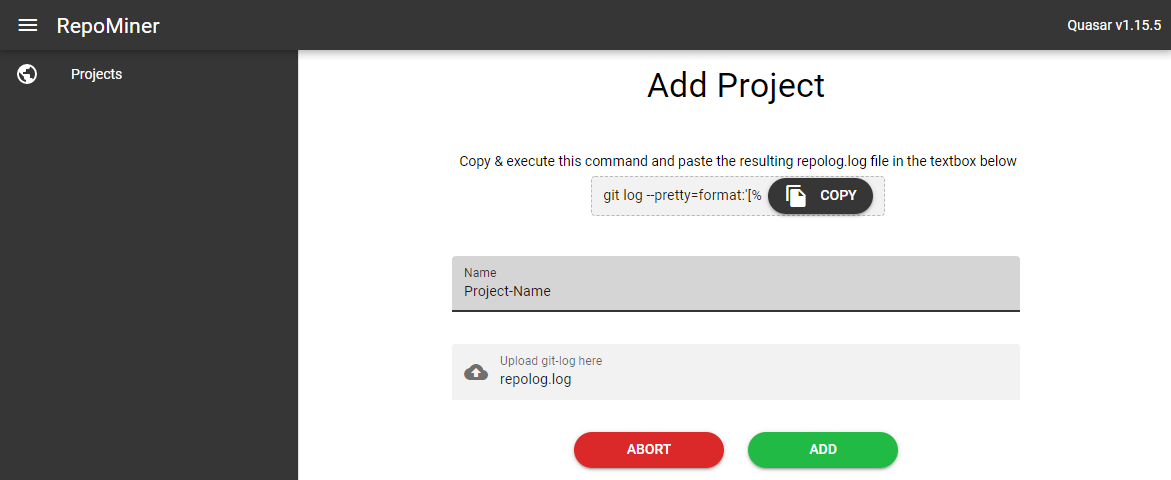 RepoMiner
Quasar v1.15.5
Projects
Add Project
Copy & execute this command and paste the resulting repolog.log file in the textbox below
git log --pretty=format:'[%
COPY
Name
Project-Name
Upload git-log here
repolog.log
ABORT
ADD